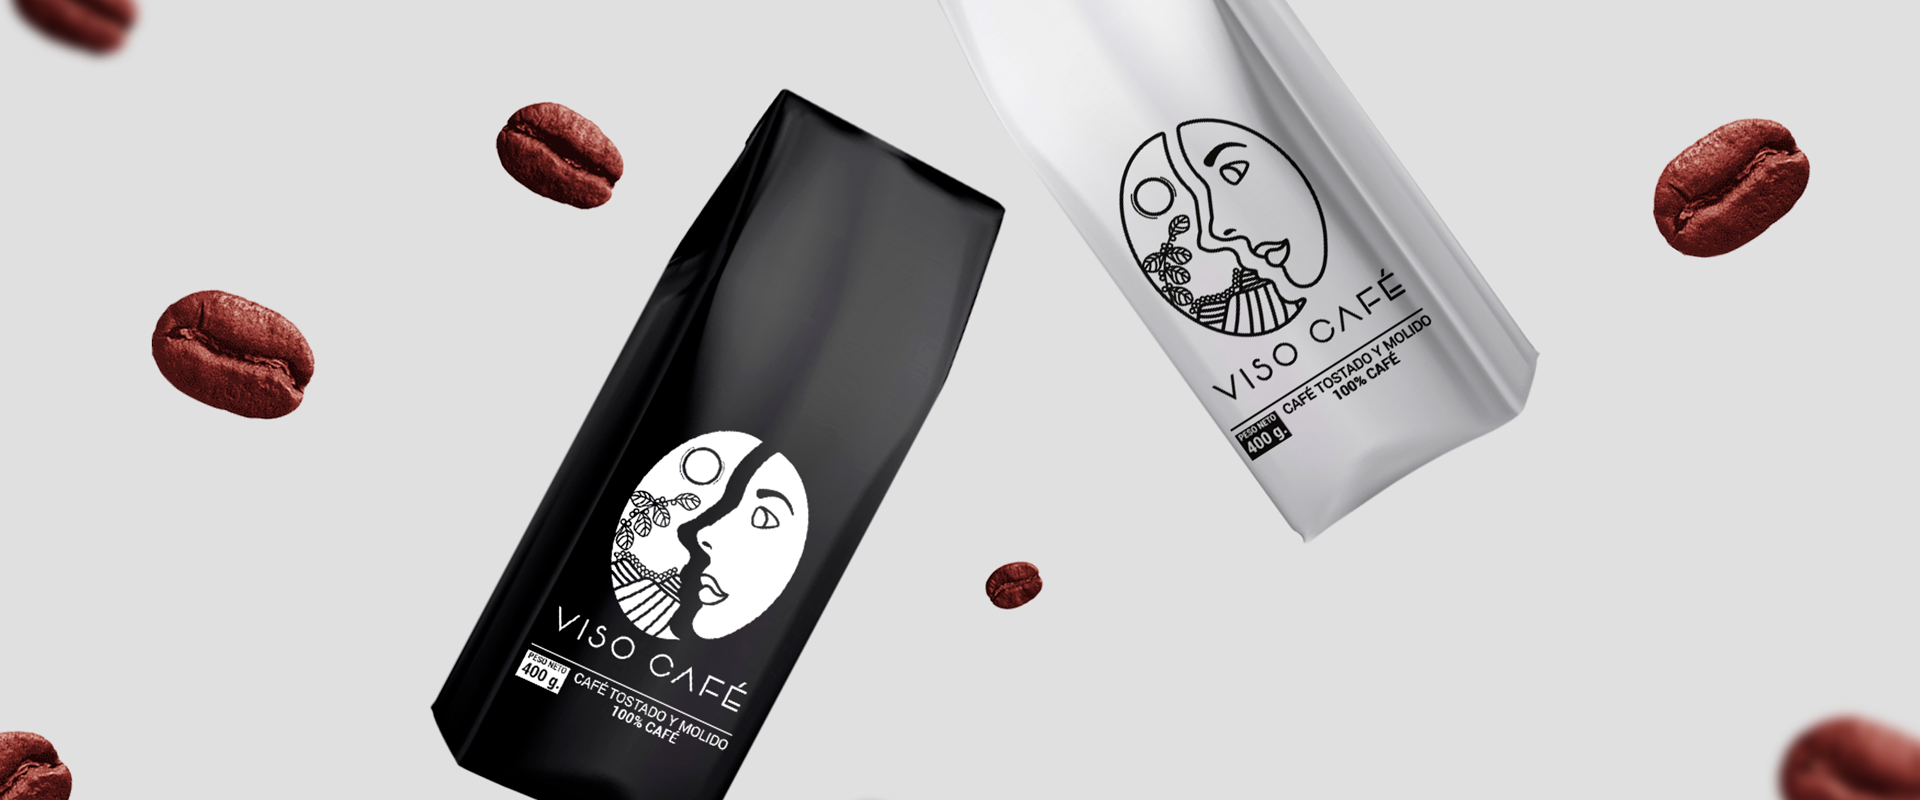 VISO CAFÉ
PESO NETO
400 g.
CAFÉ TOSTADO Y MOLIDO
100% CAFÉ
VISO CAFÉ
PESO NETO
400 g.
CAFÉ TOSTADO Y MOLIDO
100% CAFÉ